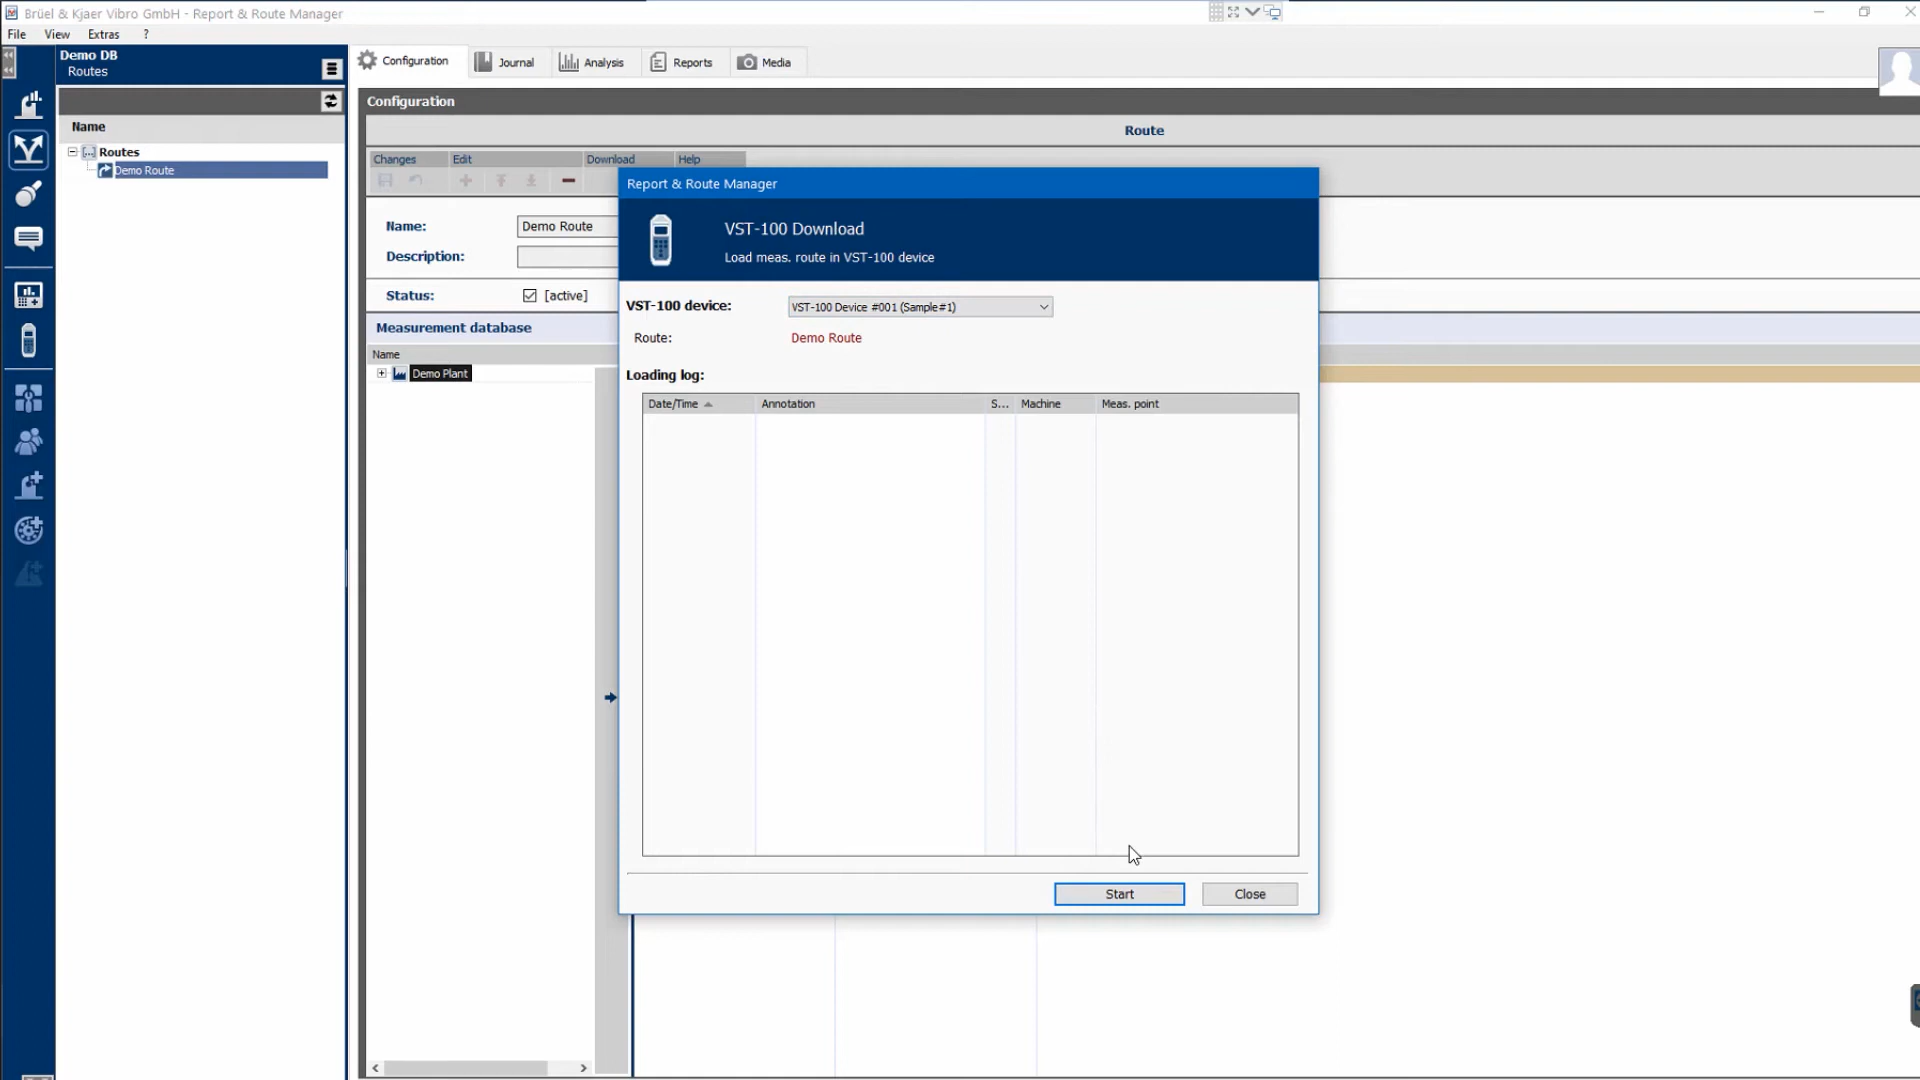 Brüel & Kjaer Vibro GmbH - Report & Route Manager
File View Extras ?
Demo DB
Routes
Configuration Journal Analysis Reports Media
Configuration
Name
Route
Routes
Demo Route
Changes Edit Download Help
Report & Route Manager
Name: Demo Route
VST-100 Download
Description:
Load meas. route in VST-100 device
Status: [active]
VST-100 device: VST-100 Device #001 (Sample#1)
Measurement database
Route: Demo Route
Name
Demo Plant
Loading log:
Date/Time Annotation S... Machine Meas. point
Start Close